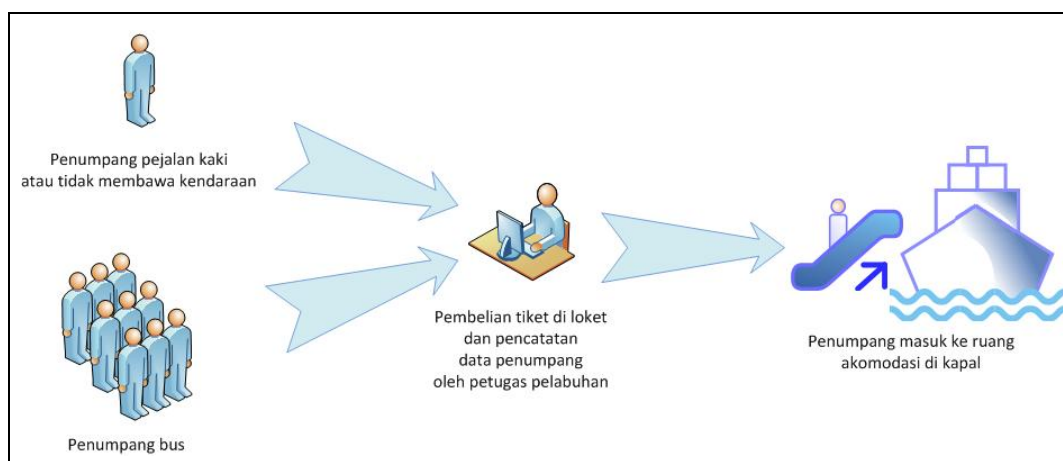 Penumpang pejalan kaki
atau tidak membawa kendaraan
Penumpang bus
Pembelian tiket di loket
dan pencatatan
data penumpang
oleh petugas pelabuhan
Penumpang masuk ke ruang
akomodasi di kapal